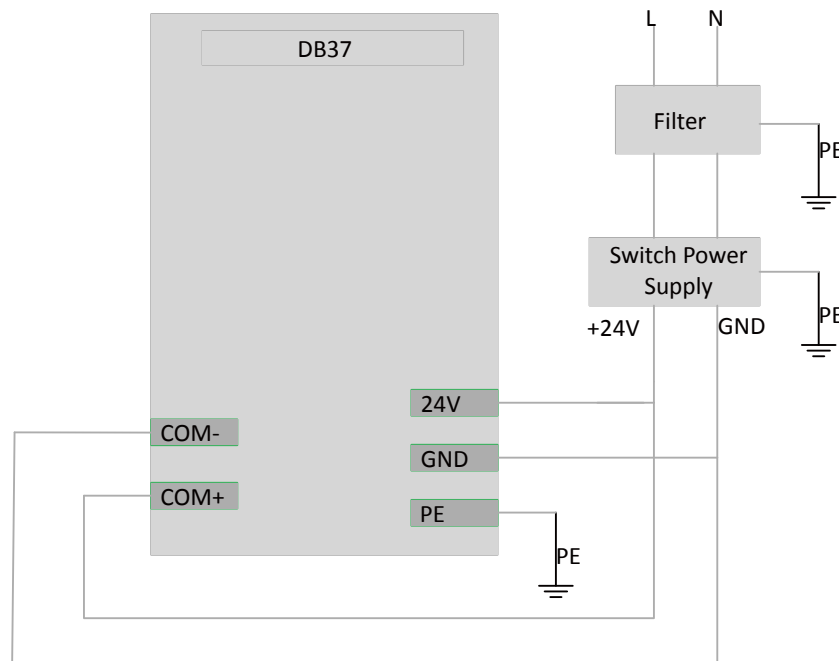 L N
DB37
Filter
PE
Switch Power
Supply
PE
+24V GND
24V
COM-
GND
COM+
PE
PE